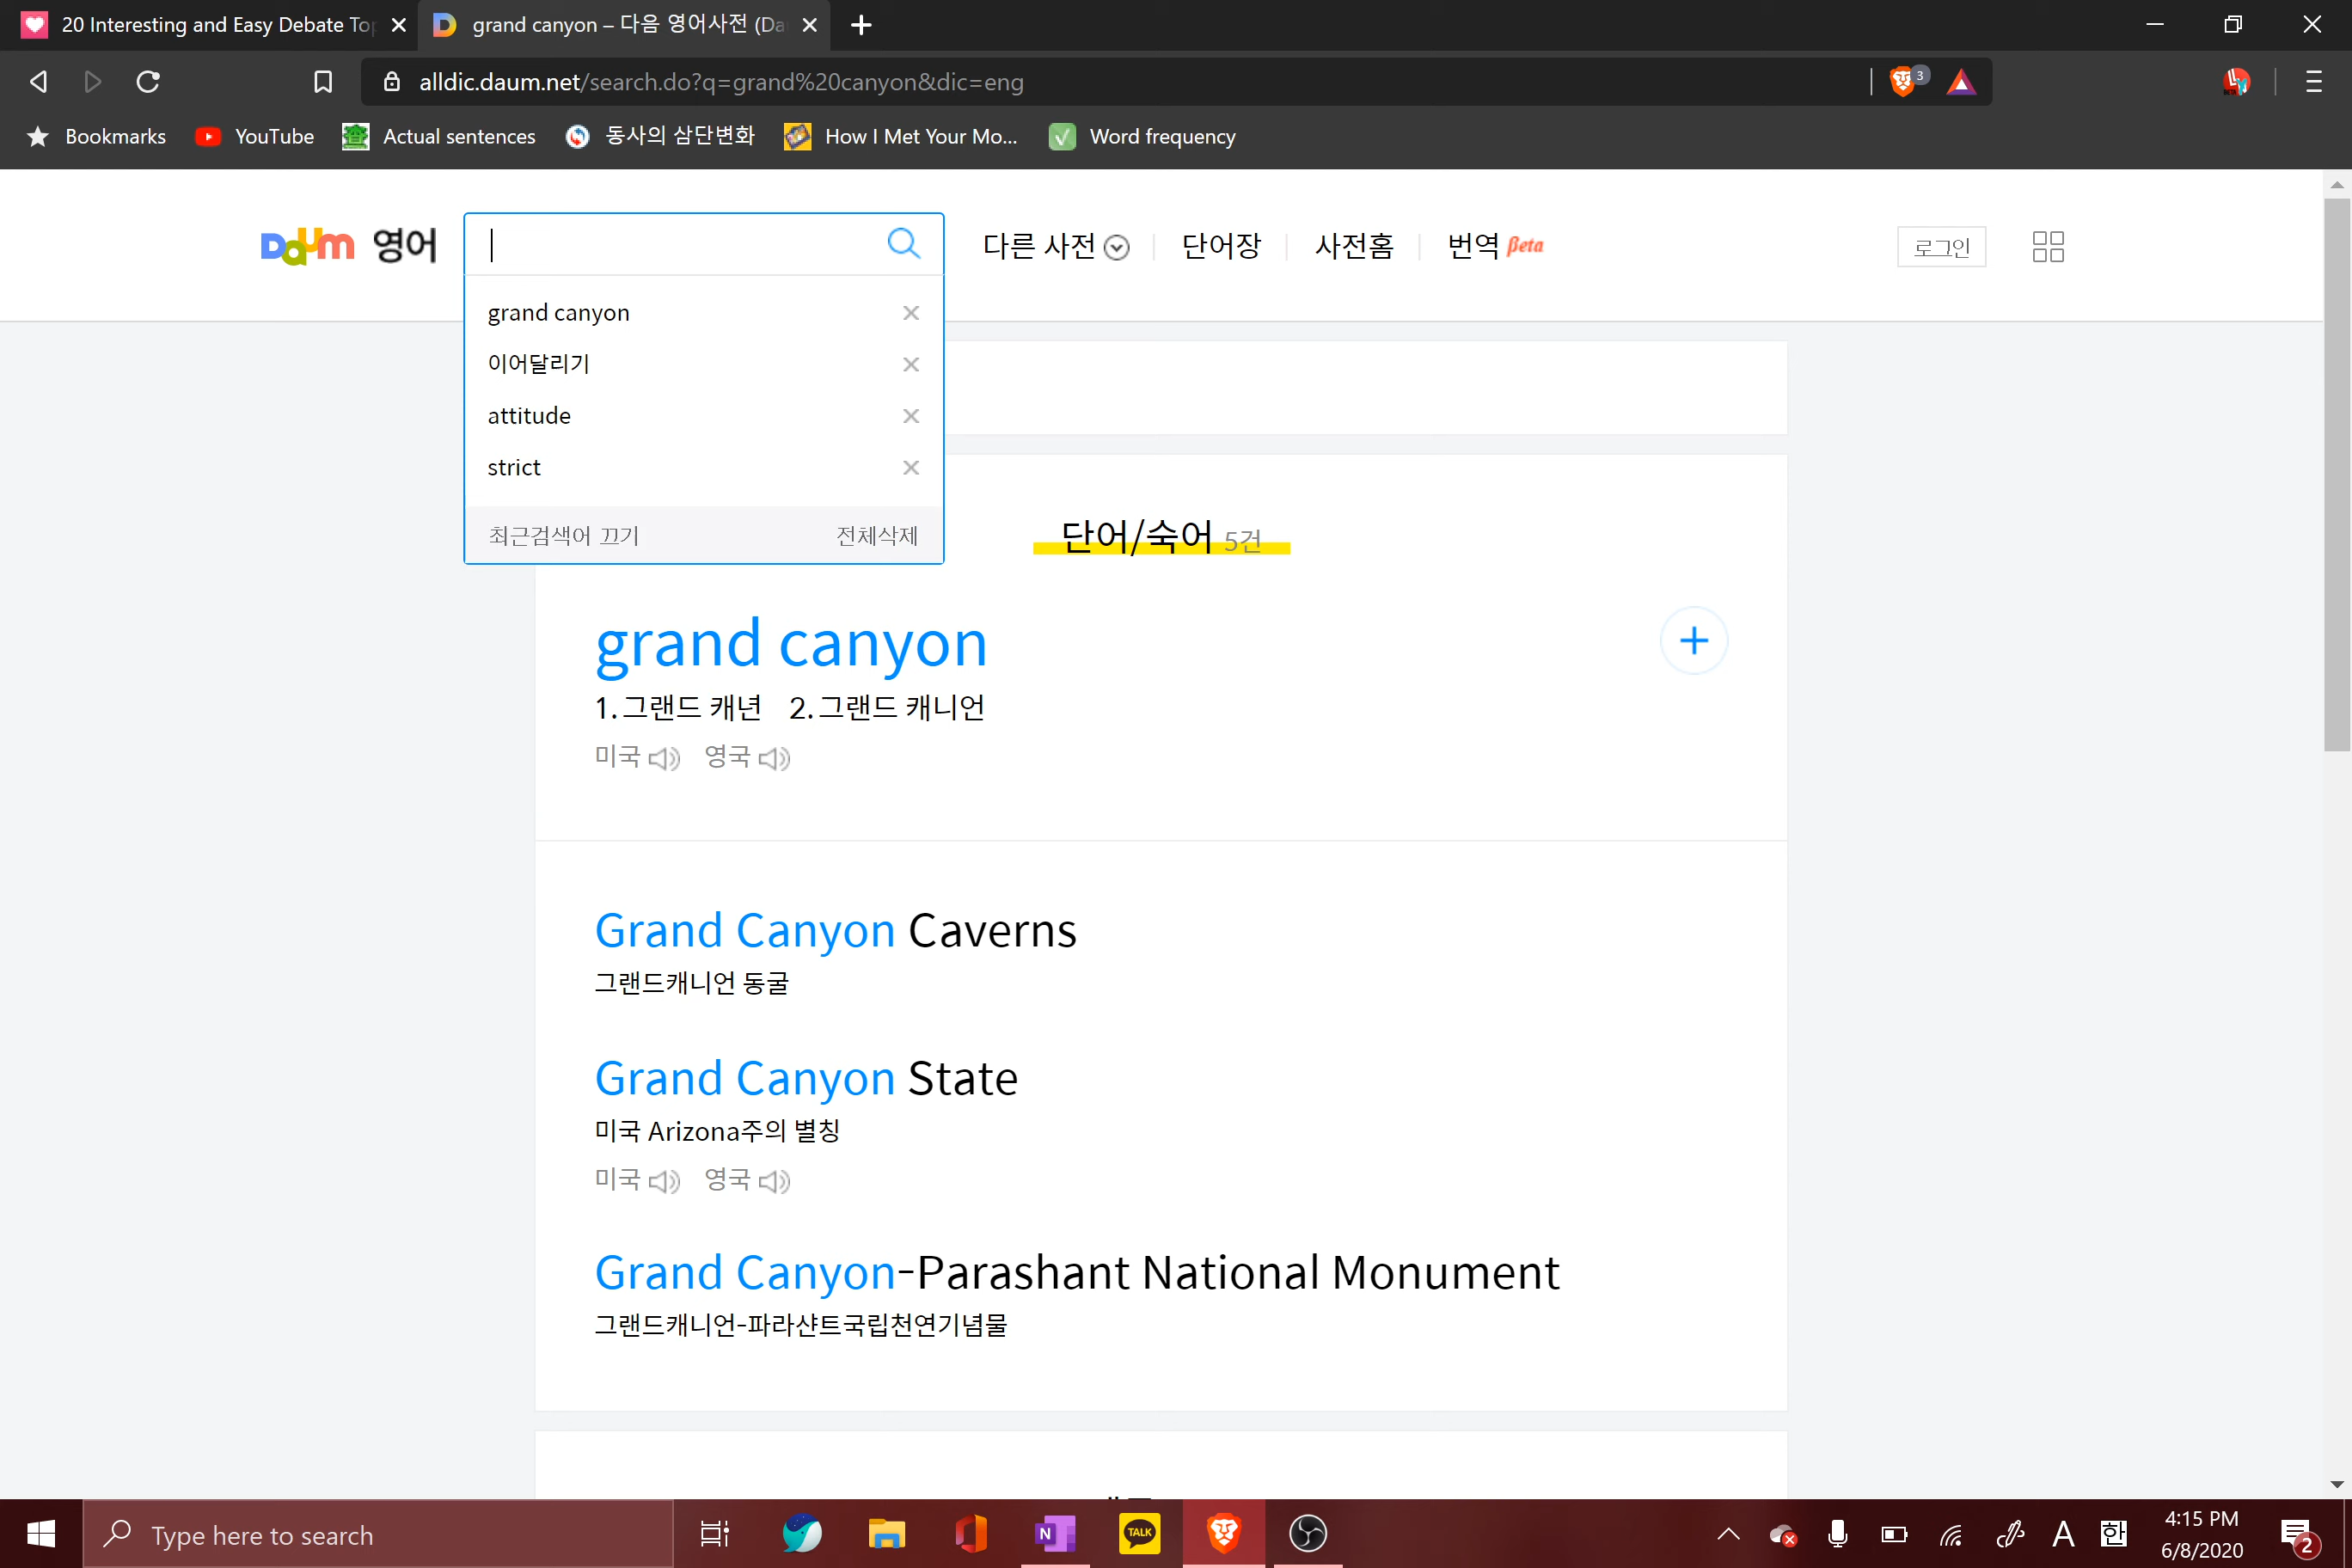 20 Interesting and Easy Debate To
grand canyon – 다음 영어사전 (Da
alldic.daum.net/search.do?q=grand%20canyon&dic=eng
3
Bookmarks YouTube Actual sentences 동사의 삼단변화 How I Met Your Mo... Word frequency
Daum 영어 다른 사전 단어장 사전홈 번역 βeta 로그인
grand canyon
이어달리기
attitude
strict
최근검색어 끄기 전체삭제
단어/숙어 5건
grand canyon
1.그랜드 캐년 2.그랜드 캐니언
미국 영국
Grand Canyon Caverns
그랜드캐니언 동굴
Grand Canyon State
미국 Arizona주의 별칭
미국 영국
Grand Canyon-Parashant National Monument
그랜드캐니언-파라샨트국립천연기념물
Type here to search
N
TALK
A 한
4:15 PM
6/8/2020
2